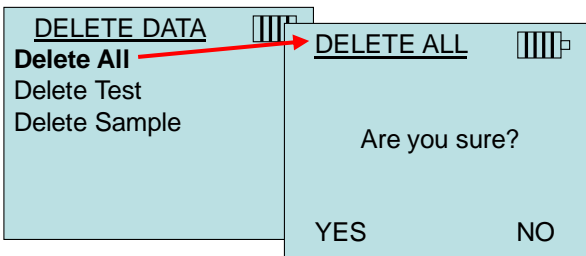 DELETE DATA
Delete All
Delete Test
Delete Sample
DELETE ALL
Are you sure?
YES NO